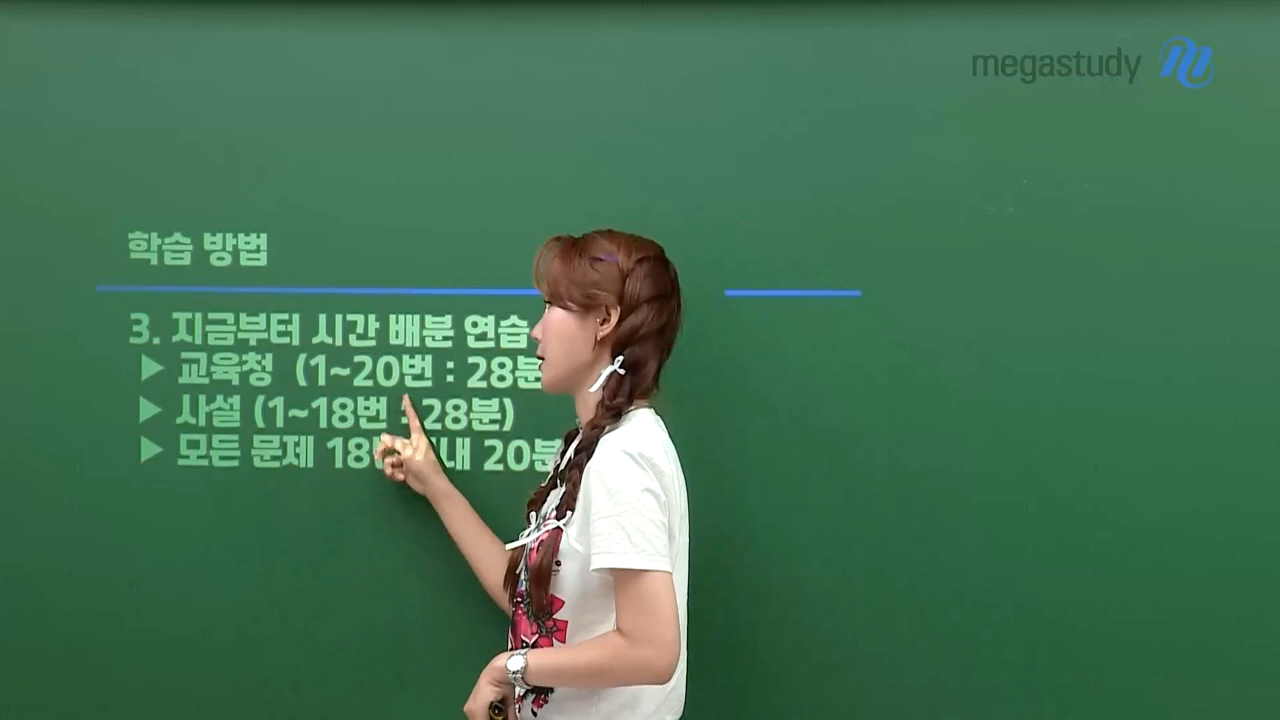 megastudy
학습 방법
3. 지금부터 시간 배분 연습
▶ 교육청 (1~20번 : 28분
▶ 사설 (1~18번 : 28분)
▶ 모든 문제 20분